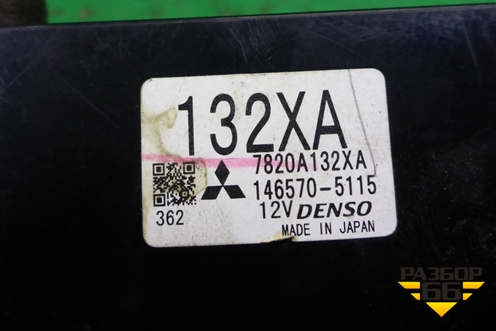 132XA
7820A132XA
146570-5115
362
12V DENSO
MADE IN JAPAN
РАЗБОР
66